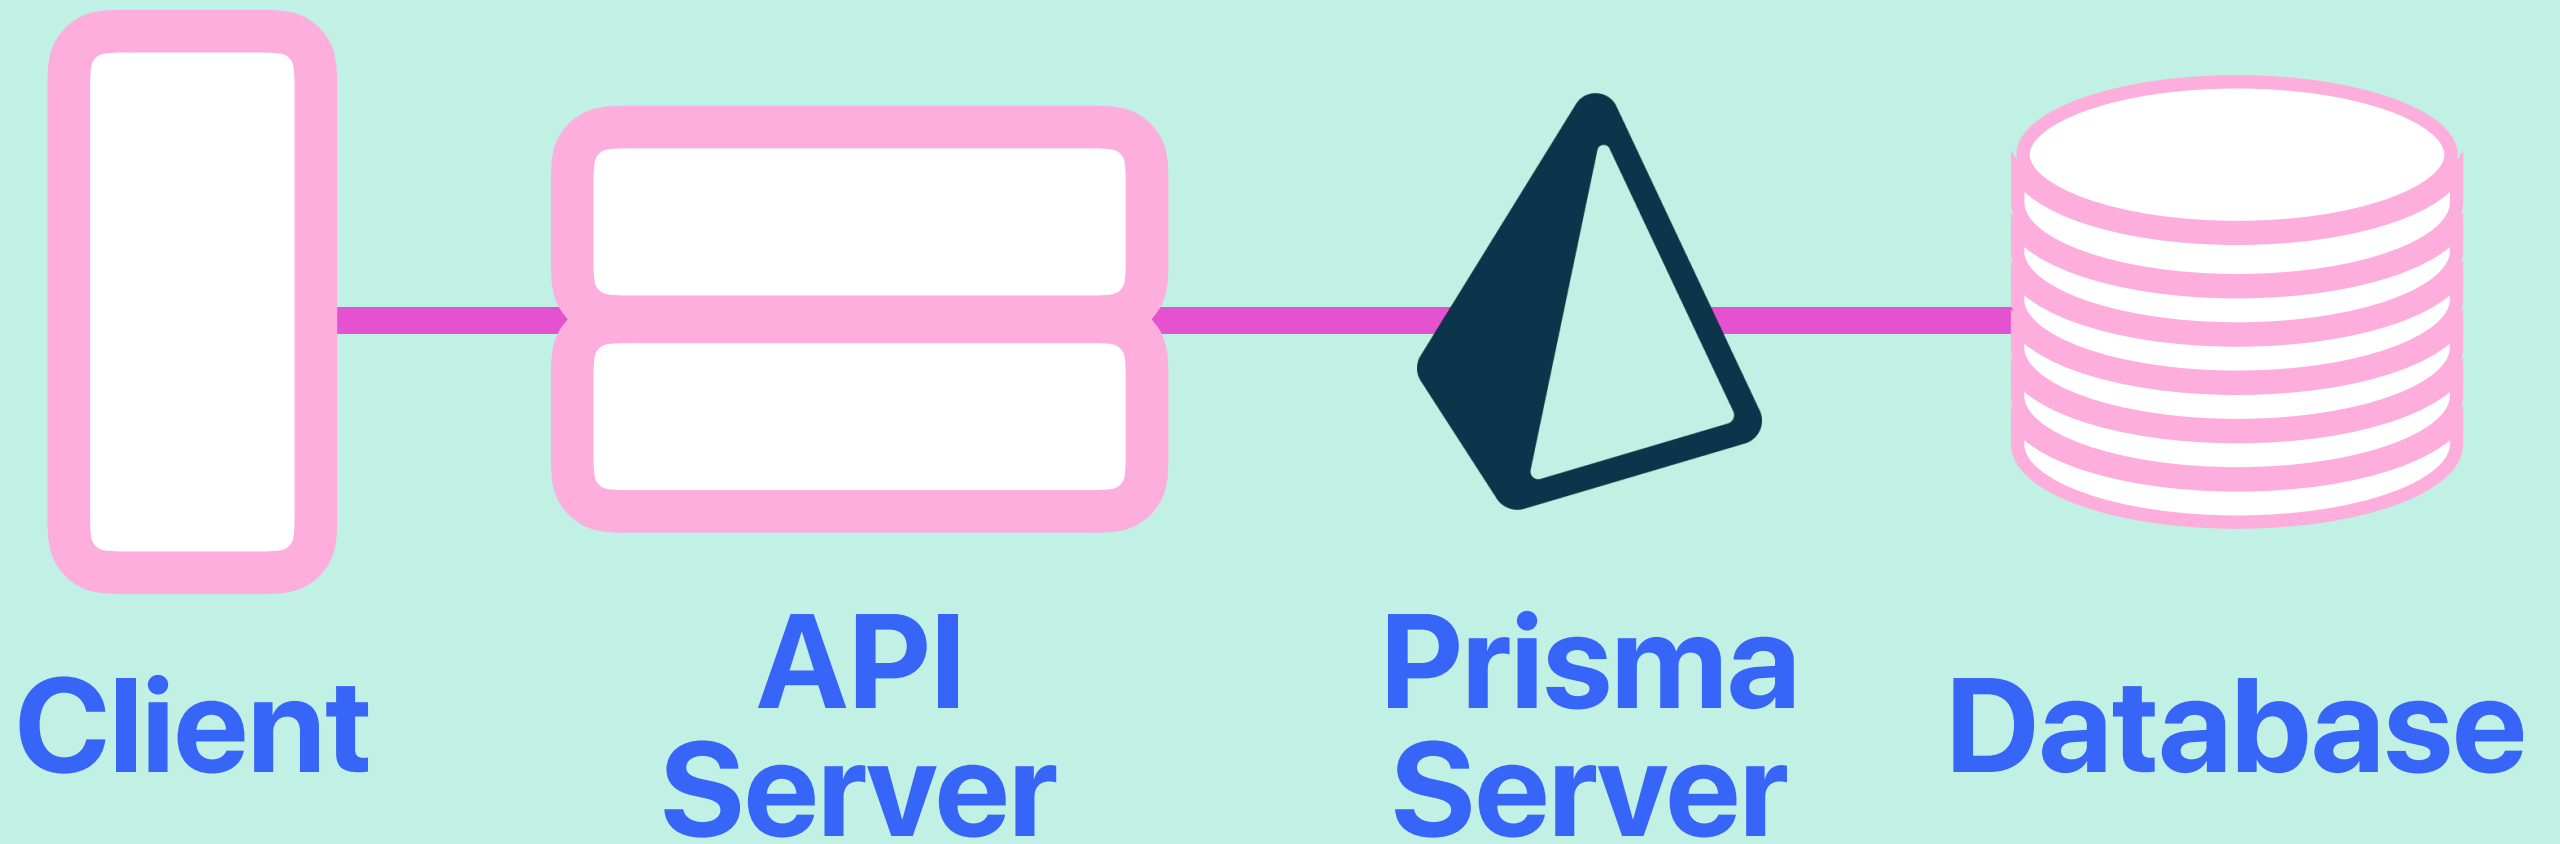 Client
API
Server
Prisma
Server
Database